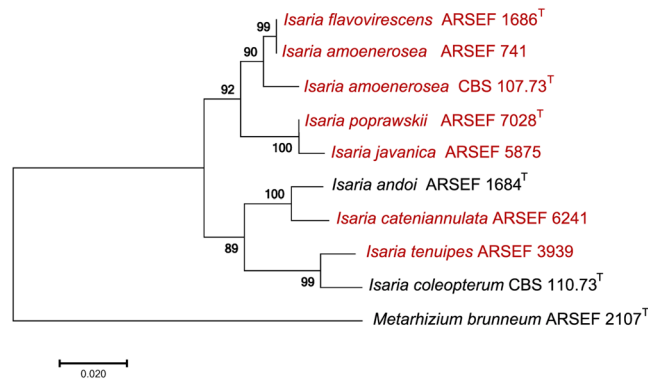 99 Isaria flavovirescens ARSEF 1686T
Isaria amoenerosea ARSEF 741
90
Isaria amoenerosea CBS 107.73T
92
Isaria poprawskii ARSEF 7028T
100
Isaria javanica ARSEF 5875
Isaria andoi ARSEF 1684T
100
Isaria cateniannulata ARSEF 6241
89
Isaria tenuipes ARSEF 3939
99
Isaria coleopterum CBS 110.73T
Metarhizium brunneum ARSEF 2107T
0.020